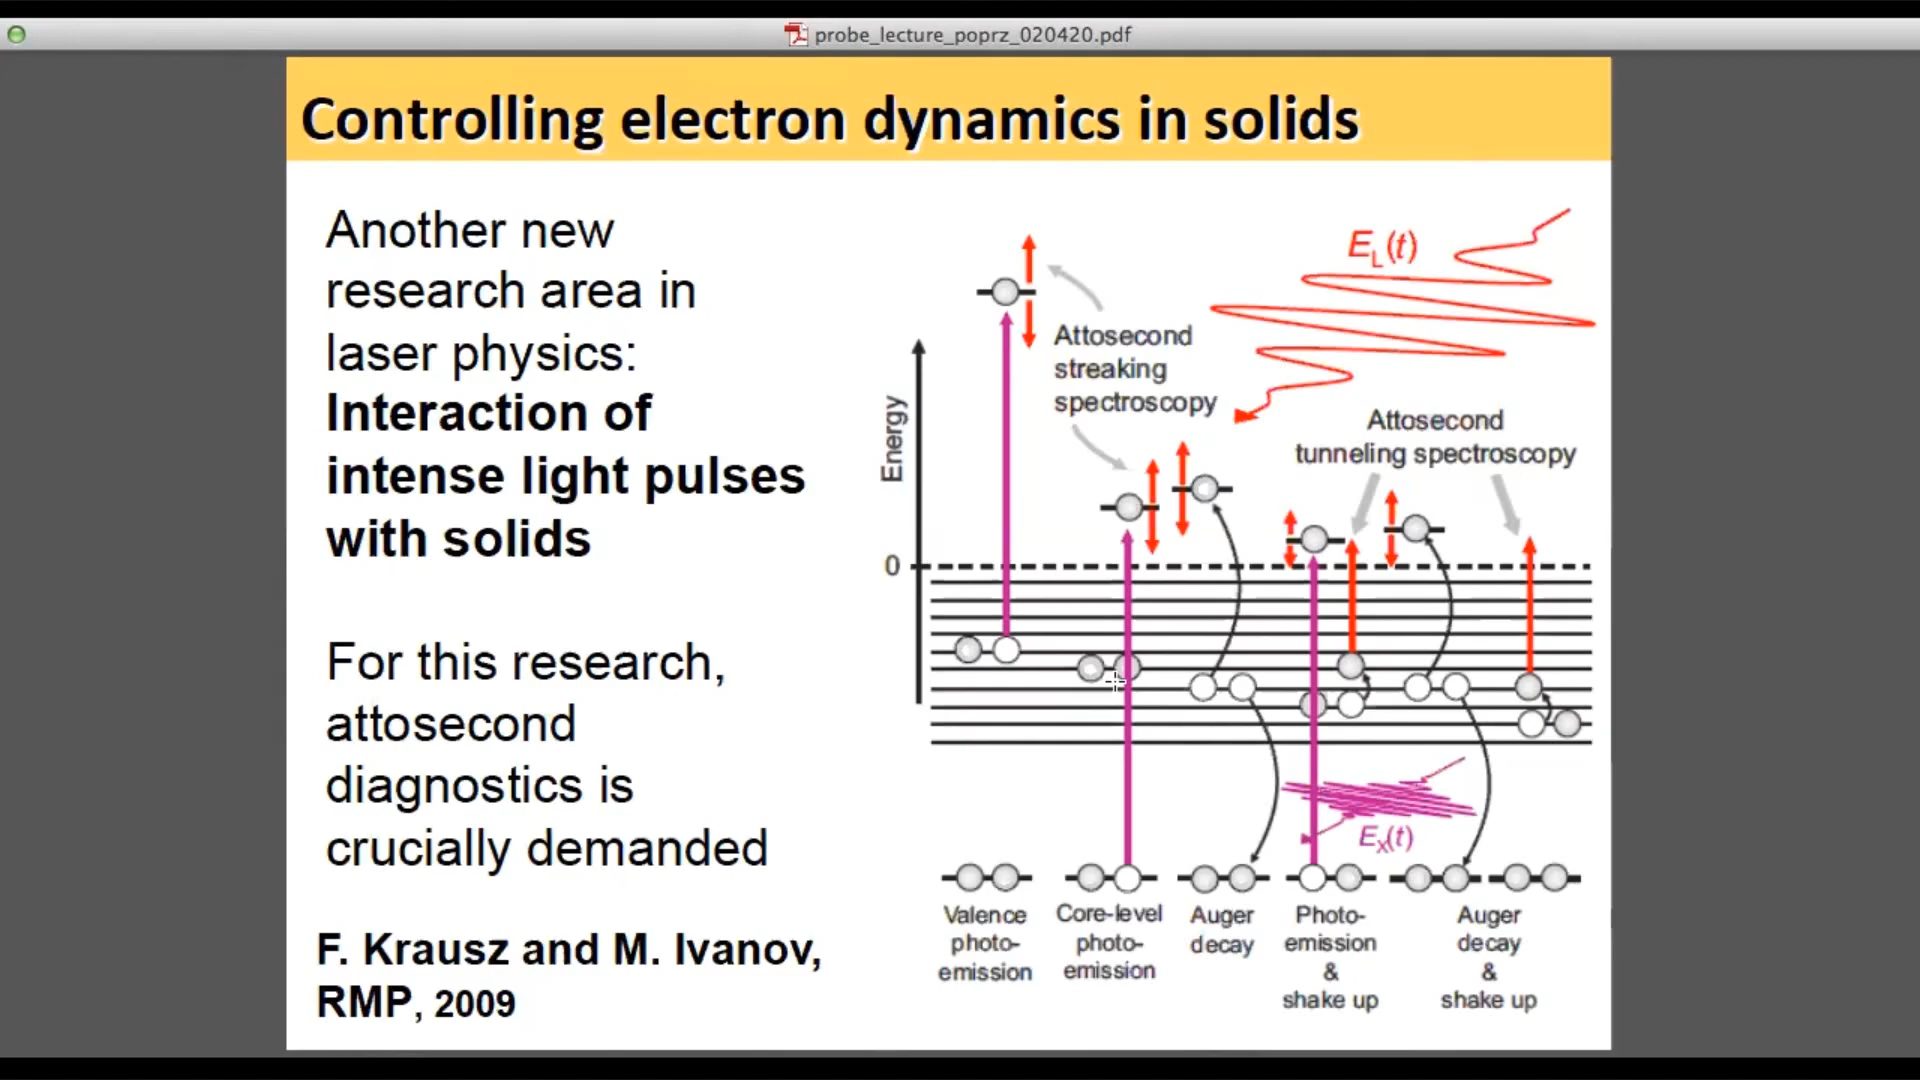 probe_lecture_poprz_020420.pdf
Controlling electron dynamics in solids
Another new
research area in
laser physics:
Interaction of
intense light pulses
with solids
For this research,
attosecond
diagnostics is
crucially demanded
F. Krausz and M. Ivanov,
RMP, 2009
E_L(t)
Attosecond
streaking
spectroscopy
Attosecond
tunneling spectroscopy
Energy
0
E_X(t)
Valence
photo-
emission
Core-level
photo-
emission
Auger
decay
Photo-
emission
&
shake up
Auger
decay
&
shake up